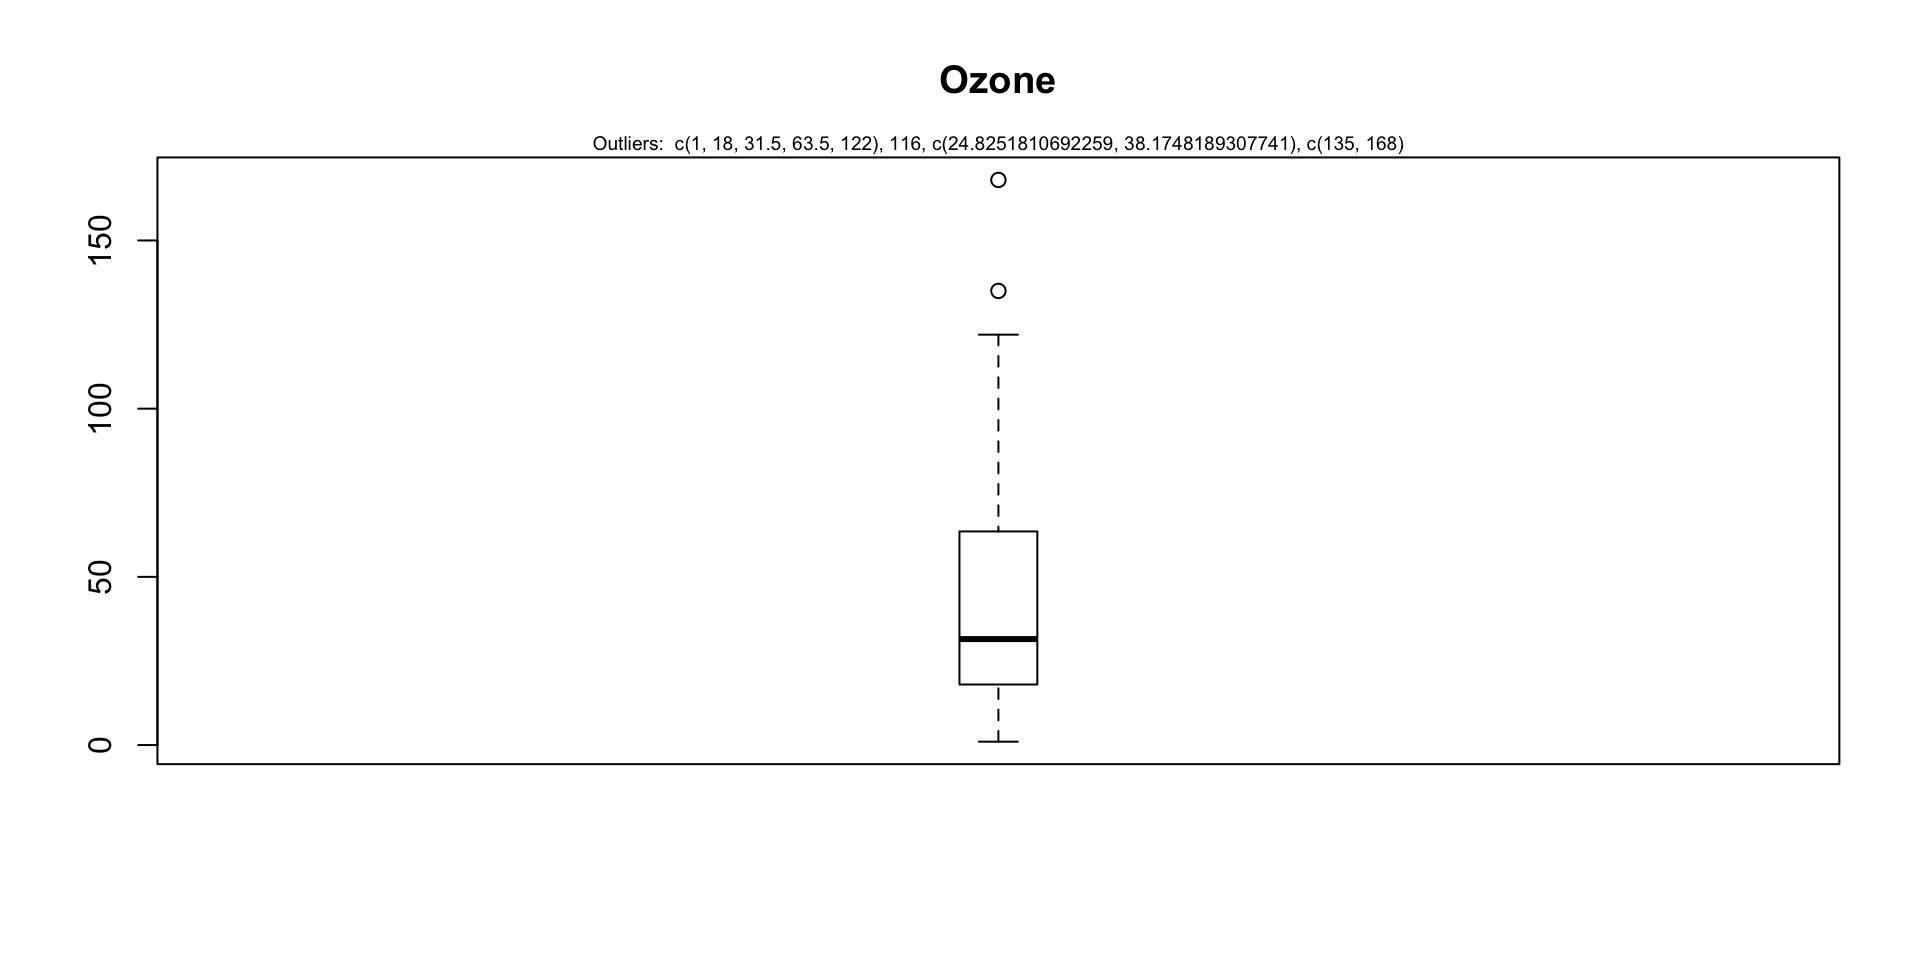 Ozone
Outliers:  c(1, 18, 31.5, 63.5, 122), 116, c(24.8251810692259, 38.1748189307741), c(135, 168)
150
100
50
0